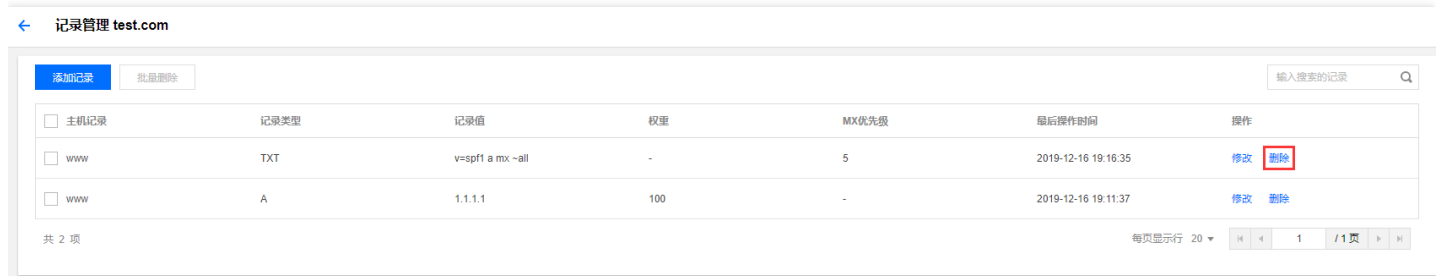 记录管理 test.com
添加记录 批量删除 输入搜索的记录
主机记录 记录类型 记录值 权重 MX优先级 最后操作时间 操作
www TXT v=spf1 a mx ~all - 5 2019-12-16 19:16:35 修改 删除
www A 1.1.1.1 100 - 2019-12-16 19:11:37 修改 删除
共 2 项 每页显示行 20 1 / 1 页